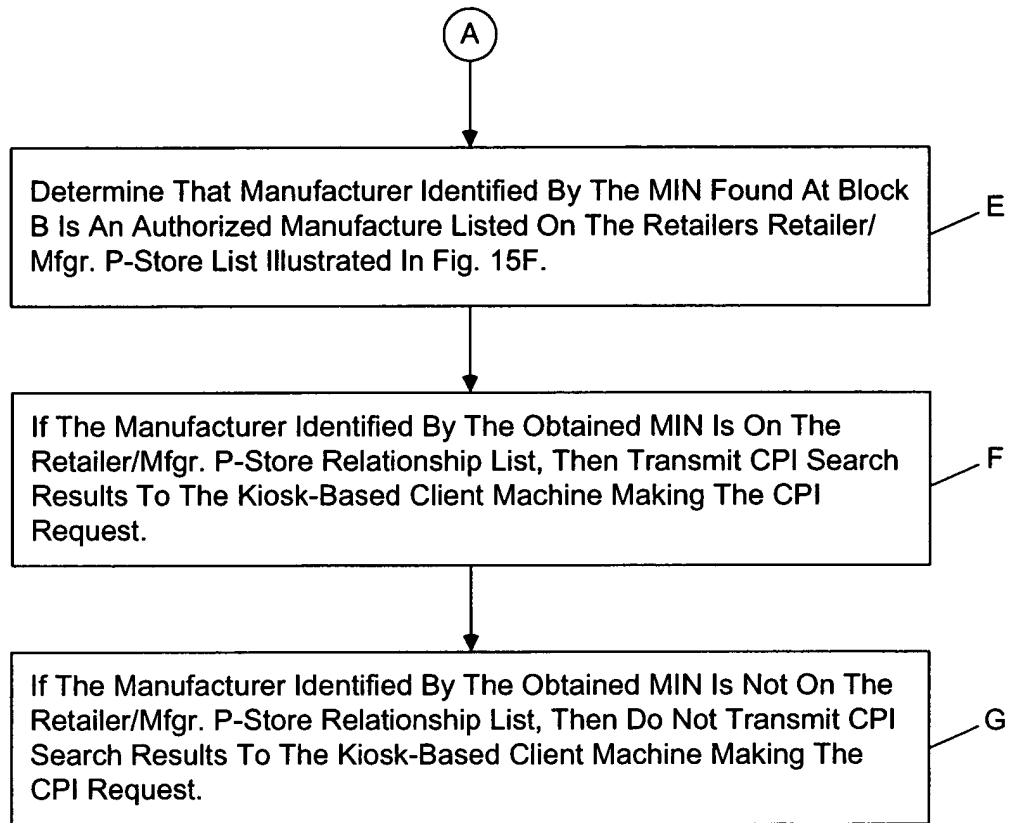 A
Determine That Manufacturer Identified By The MIN Found At Block
B Is An Authorized Manufacture Listed On The Retailers Retailer/
Mfgr. P-Store List Illustrated In Fig. 15F.
E
If The Manufacturer Identified By The Obtained MIN Is On The
Retailer/Mfgr. P-Store Relationship List, Then Transmit CPI Search
Results To The Kiosk-Based Client Machine Making The CPI
Request.
F
If The Manufacturer Identified By The Obtained MIN Is Not On The
Retailer/Mfgr. P-Store Relationship List, Then Do Not Transmit CPI
Search Results To The Kiosk-Based Client Machine Making The
CPI Request.
G